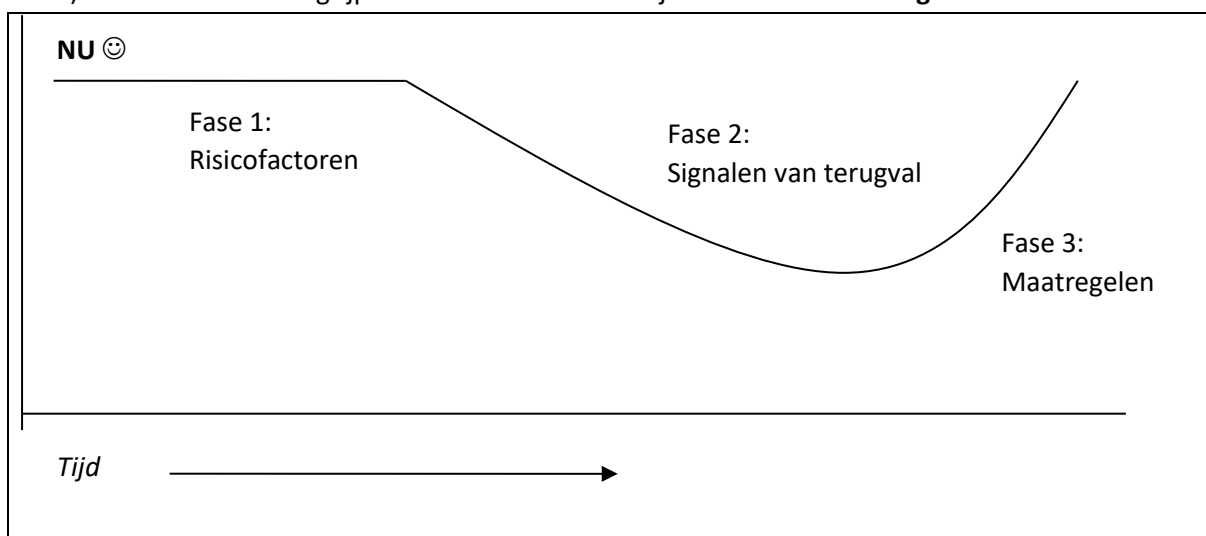 NU ☺
Fase 1:
Risicofactoren
Fase 2:
Signalen van terugval
Fase 3:
Maatregelen
Tijd